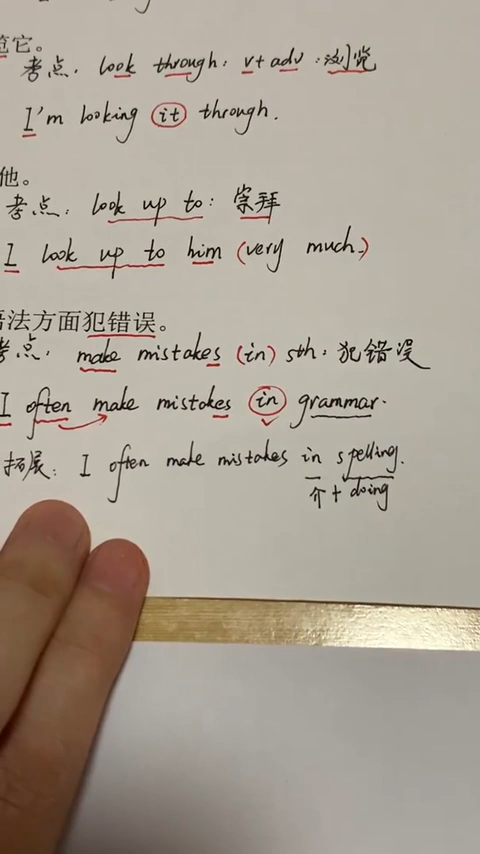 览它。
考点: look through: v+adv:浏览
I'm looking it through.
他。
考点: look up to: 崇拜
I look up to him (very much.)
语法方面犯错误。
考点: make mistakes (in) sth: 犯错误
I often make mistakes in grammar.
拓展: I often make mistakes in spelling.
介+doing